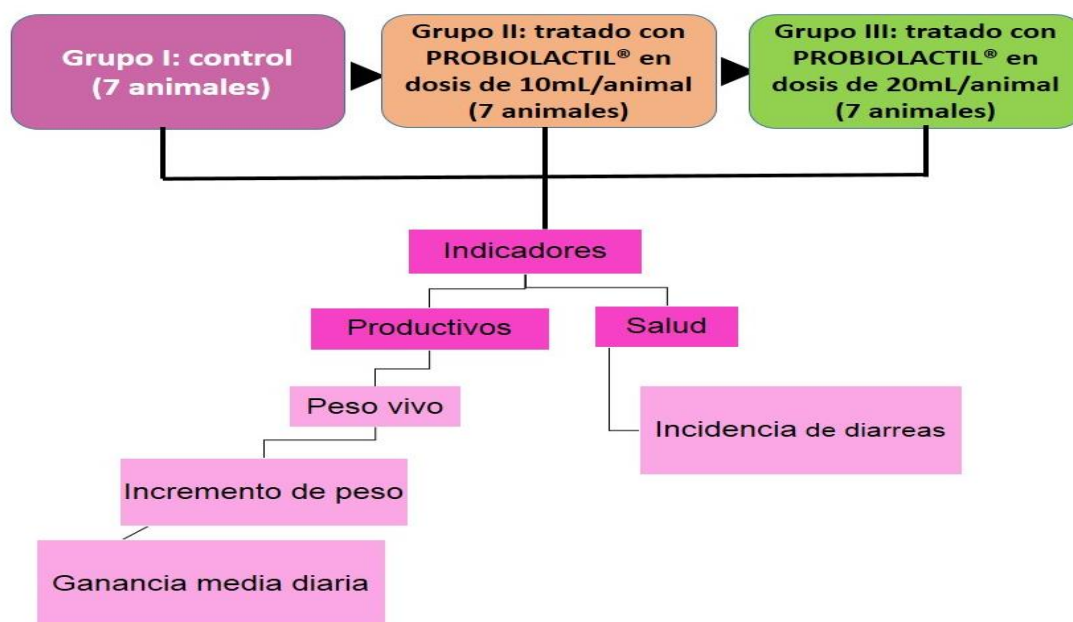 Grupo I: control
(7 animales)
Grupo II: tratado con
PROBIOLACTIL® en
dosis de 10mL/animal
(7 animales)
Grupo III: tratado con
PROBIOLACTIL® en
dosis de 20mL/animal
(7 animales)
Indicadores
Productivos
Salud
Peso vivo
Incidencia de diarreas
Incremento de peso
Ganancia media diaria